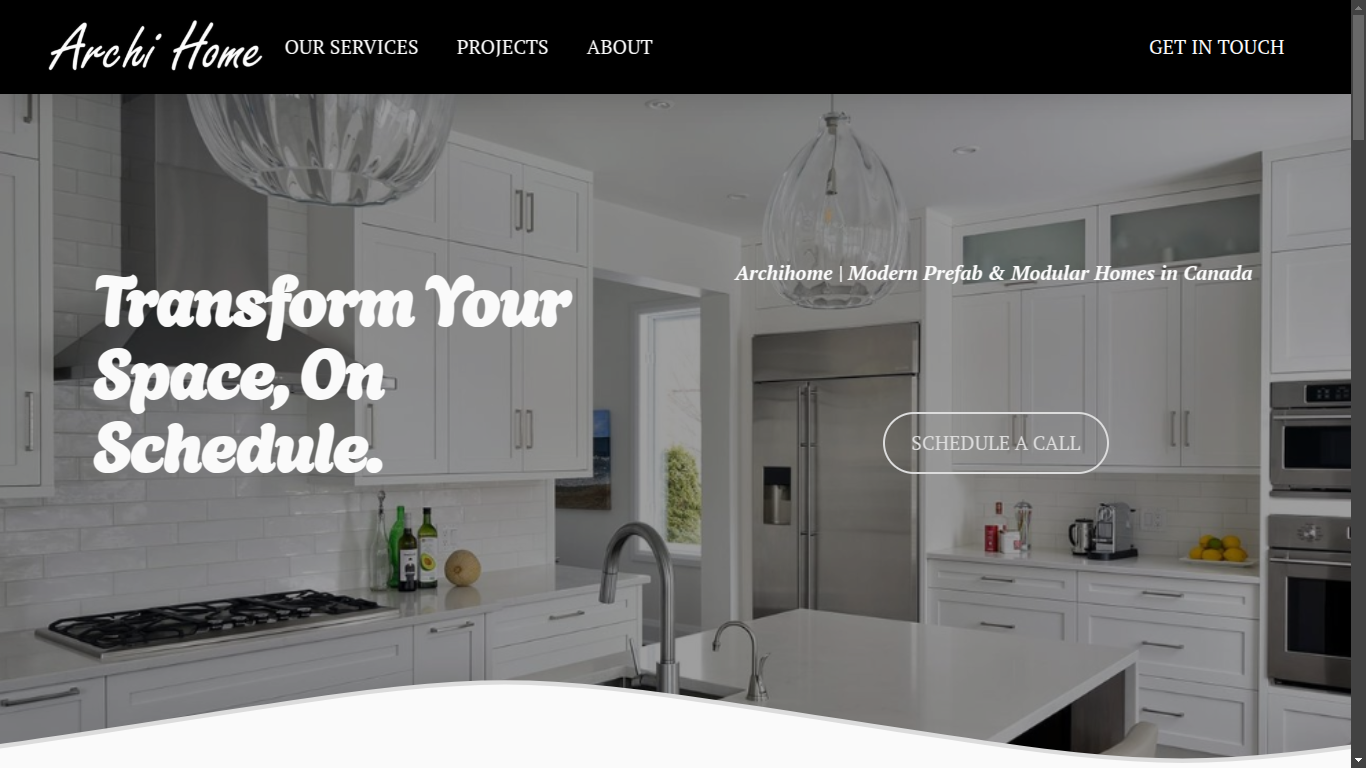 Archi Home
OUR SERVICES
PROJECTS
ABOUT
GET IN TOUCH
Transform Your
Space, On
Schedule.
Archihome | Modern Prefab & Modular Homes in Canada
SCHEDULE A CALL